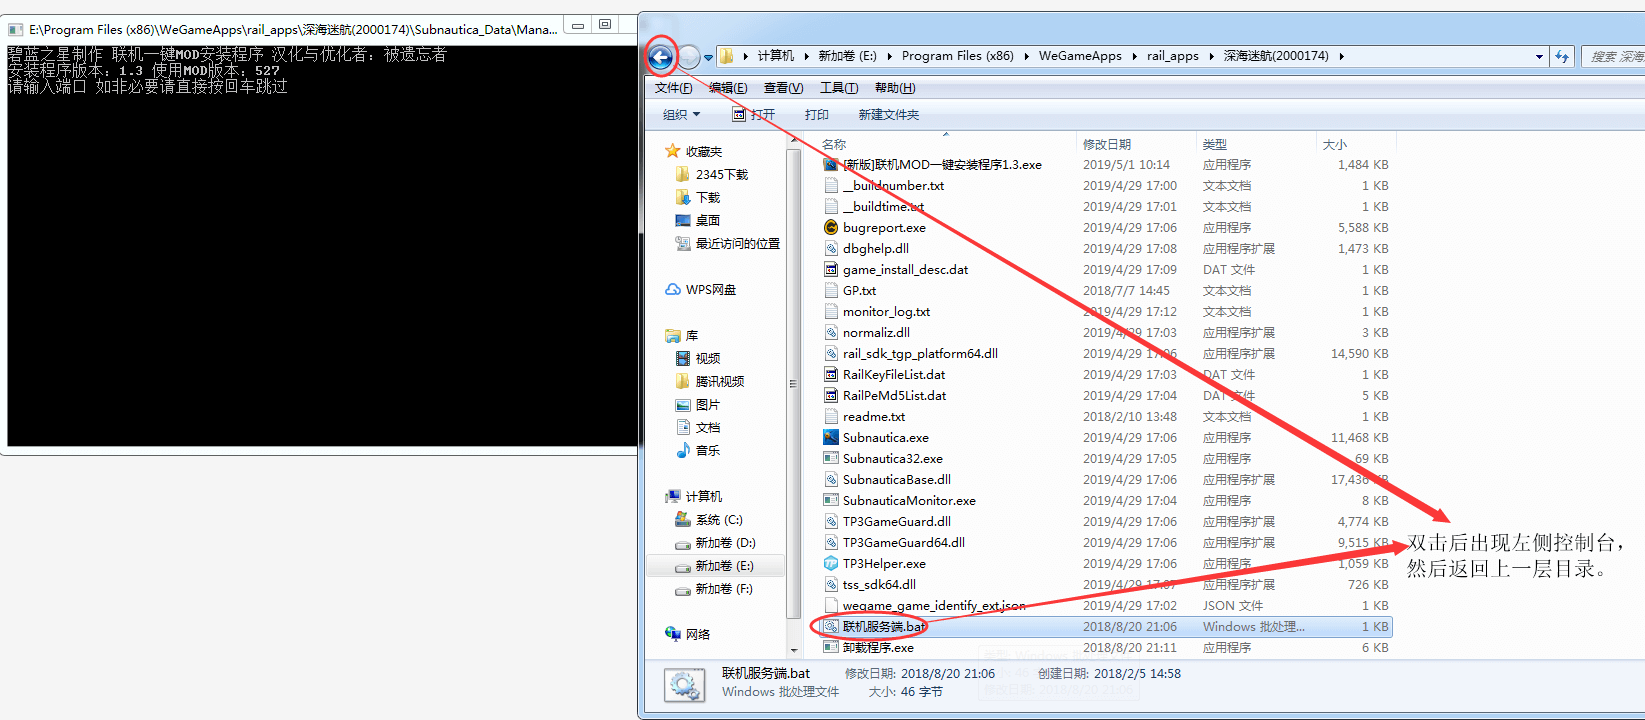 E:\Program Files (x86)\WeGameApps\rail_apps\深海迷航(2000174)\Subnautica_Data\Mana...
碧蓝之星制作 联机一键MOD安装程序 汉化与优化者：被遗忘者
安装程序版本：1.3 使用MOD版本：527
请输入端口 如非必要请直接按回车跳过
计算机 新加卷 (E:) Program Files (x86) WeGameApps rail_apps 深海迷航(2000174)
搜索 深海
文件(F) 编辑(E) 查看(V) 工具(T) 帮助(H)
组织 打开 打印 新建文件夹
收藏夹
2345下载
下载
桌面
最近访问的位置
WPS网盘
库
视频
腾讯视频
图片
文档
音乐
计算机
系统 (C:)
新加卷 (D:)
新加卷 (E:)
新加卷 (F:)
网络
名称 修改日期 类型 大小
[新版]联机MOD一键安装程序1.3.exe 2019/5/1 10:14 应用程序 1,484 KB
__buildnumber.txt 2019/4/29 17:00 文本文档 1 KB
__buildtime.txt 2019/4/29 17:01 文本文档 1 KB
bugreport.exe 2019/4/29 17:06 应用程序 5,588 KB
dbghelp.dll 2019/4/29 17:08 应用程序扩展 1,473 KB
game_install_desc.dat 2019/4/29 17:09 DAT 文件 1 KB
GP.txt 2018/7/7 14:45 文本文档 1 KB
monitor_log.txt 2019/4/29 17:12 文本文档 1 KB
normaliz.dll 2019/4/29 17:03 应用程序扩展 3 KB
rail_sdk_tgp_platform64.dll 2019/4/29 17:06 应用程序扩展 14,590 KB
RailKeyFileList.dat 2019/4/29 17:03 DAT 文件 1 KB
RailPeMd5List.dat 2019/4/29 17:04 DAT 文件 5 KB
readme.txt 2018/2/10 13:48 文本文档 1 KB
Subnautica.exe 2019/4/29 17:06 应用程序 11,468 KB
Subnautica32.exe 2019/4/29 17:05 应用程序 69 KB
SubnauticaBase.dll 2019/4/29 17:06 应用程序扩展 17,436 KB
SubnauticaMonitor.exe 2019/4/29 17:04 应用程序 8 KB
TP3GameGuard.dll 2019/4/29 17:06 应用程序扩展 4,774 KB
TP3GameGuard64.dll 2019/4/29 17:06 应用程序扩展 9,515 KB
TP3Helper.exe 2019/4/29 17:06 应用程序 1,059 KB
tss_sdk64.dll 2019/4/29 17:07 应用程序扩展 726 KB
wegame_game_identify_ext.json 2019/4/29 17:02 JSON 文件 1 KB
联机服务端.bat 2018/8/20 21:06 Windows 批处理... 1 KB
卸载程序.exe 2018/8/20 21:11 应用程序 6 KB
双击后出现左侧控制台，
然后返回上一层目录。
联机服务端.bat 修改日期: 2018/8/20 21:06 创建日期: 2018/2/5 14:58
Windows 批处理文件 大小: 46 字节